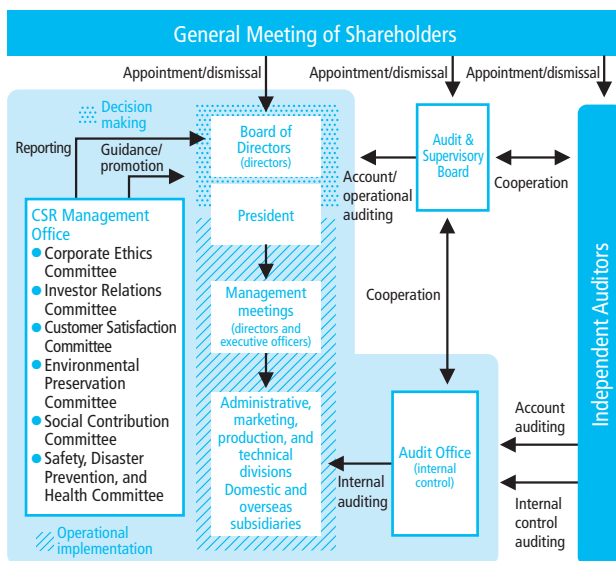 General Meeting of Shareholders
Appointment/dismissal
Appointment/dismissal
Appointment/dismissal
Decision
making
Reporting
Guidance/
promotion
Board of
Directors
(directors)
Audit &
Supervisory
Board
Account/
operational
auditing
Cooperation
Independent Auditors
CSR Management
Office
● Corporate Ethics
Committee
● Investor Relations
Committee
● Customer Satisfaction
Committee
● Environmental
Preservation
Committee
● Social Contribution
Committee
● Safety, Disaster
Prevention, and
Health Committee
President
Management
meetings
(directors and
executive officers)
Cooperation
Administrative,
marketing,
production, and
technical
divisions
Domestic and
overseas
subsidiaries
Internal
auditing
Audit Office
(internal
control)
Account
auditing
Internal
control
auditing
Operational
implementation